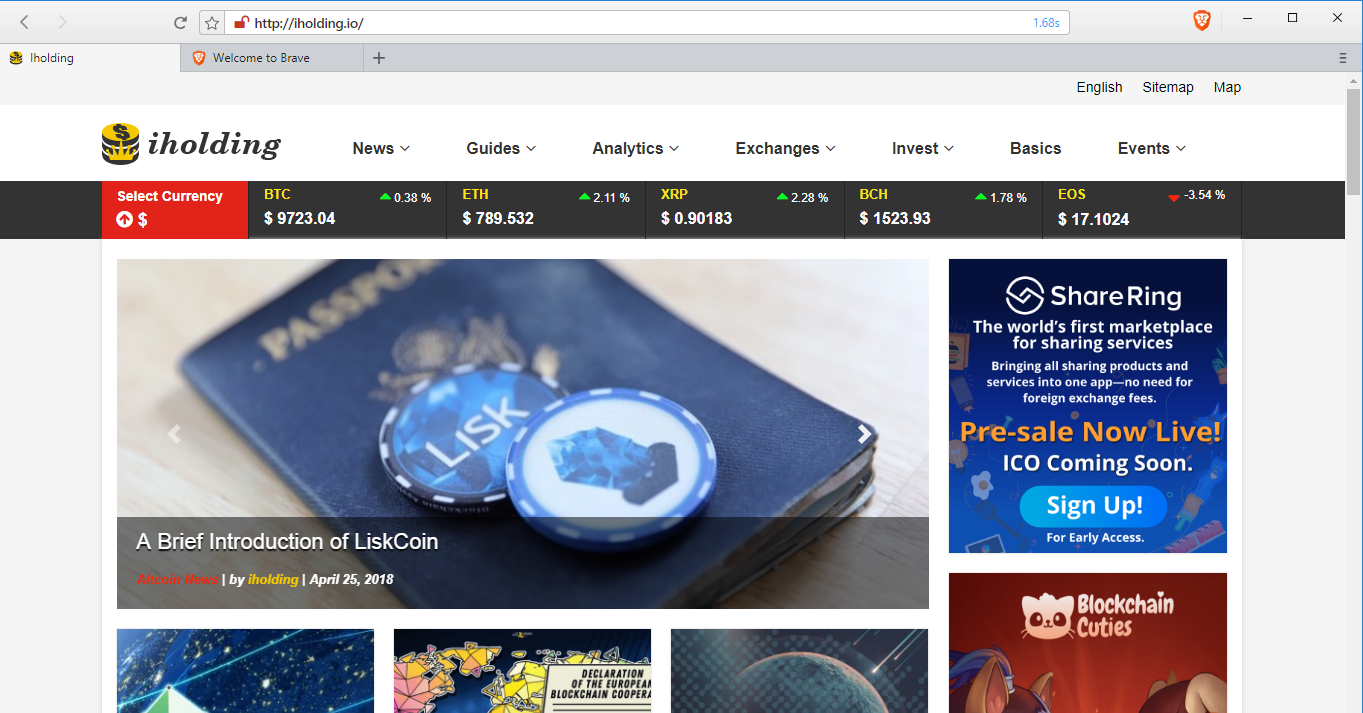 http://iholding.io/
1.68s
Iholding
Welcome to Brave
English Sitemap Map
iholding
News Guides Analytics Exchanges Invest Basics Events
Select Currency
$
BTC 0.38 %
$ 9723.04
ETH 2.11 %
$ 789.532
XRP 2.28 %
$ 0.90183
BCH 1.78 %
$ 1523.93
EOS -3.54 %
$ 17.1024
PASSPORT
LISK
A Brief Introduction of LiskCoin
Altcoin News | by iholding | April 25, 2018
ShareRing
The world's first marketplace
for sharing services
Bringing all sharing products and
services into one app—no need for
foreign exchange fees.
Pre-sale Now Live!
ICO Coming Soon.
Sign Up!
For Early Access.
Blockchain
Cuties
DECLARATION
OF THE EUROPEAN
BLOCKCHAIN COOPERA